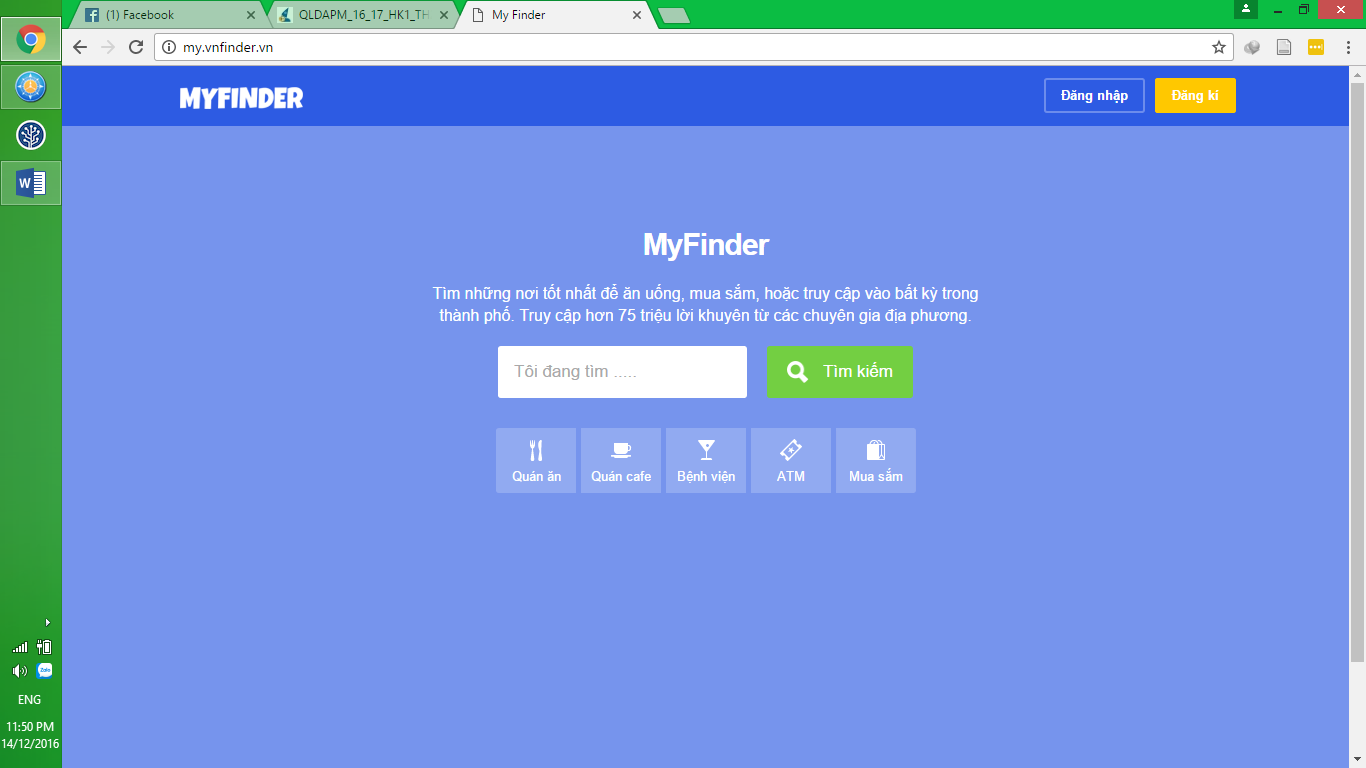 (1) Facebook
QLDAPM_16_17_HK1_TH
My Finder
my.vnfinder.vn
MYFINDER
Đăng nhập
Đăng kí
MyFinder
Tìm những nơi tốt nhất để ăn uống, mua sắm, hoặc truy cập vào bất kỳ trong
thành phố. Truy cập hơn 75 triệu lời khuyên từ các chuyên gia địa phương.
Tôi đang tìm .....
Tìm kiếm
Quán ăn
Quán cafe
Bệnh viện
ATM
Mua sắm
W
Zalo
ENG
11:50 PM
14/12/2016